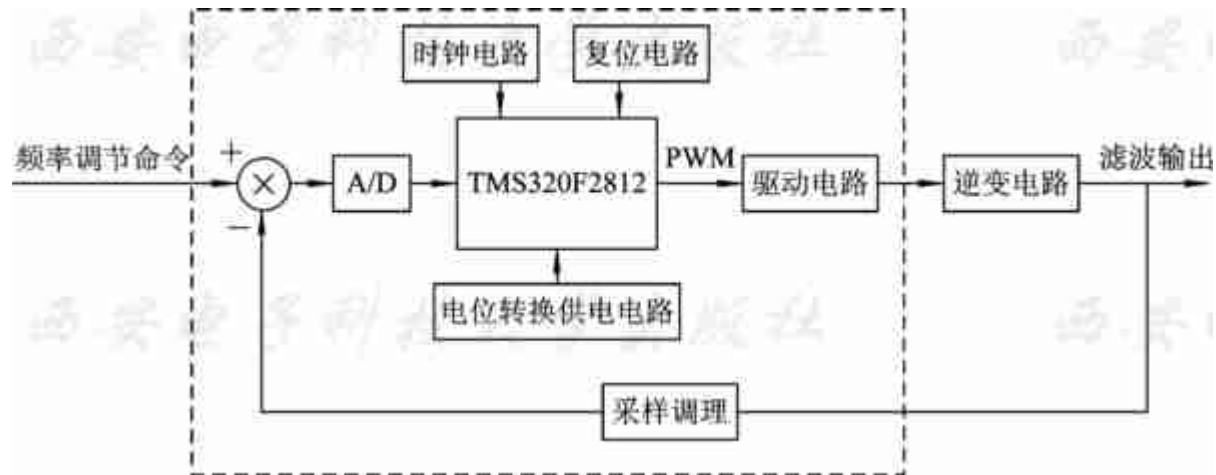 时钟电路
复位电路
频率调节命令
+
A/D
TMS320F2812
PWM
驱动电路
逆变电路
滤波输出
−
电位转换供电电路
采样调理